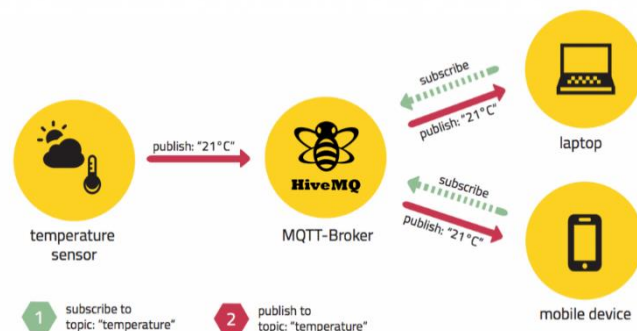 subscribe
publish: "21°C"
laptop
publish: "21°C"
HiveMQ
temperature
sensor
MQTT-Broker
subscribe
publish: "21°C"
mobile device
1
subscribe to
topic: "temperature"
2
publish to
topic: "temperature"